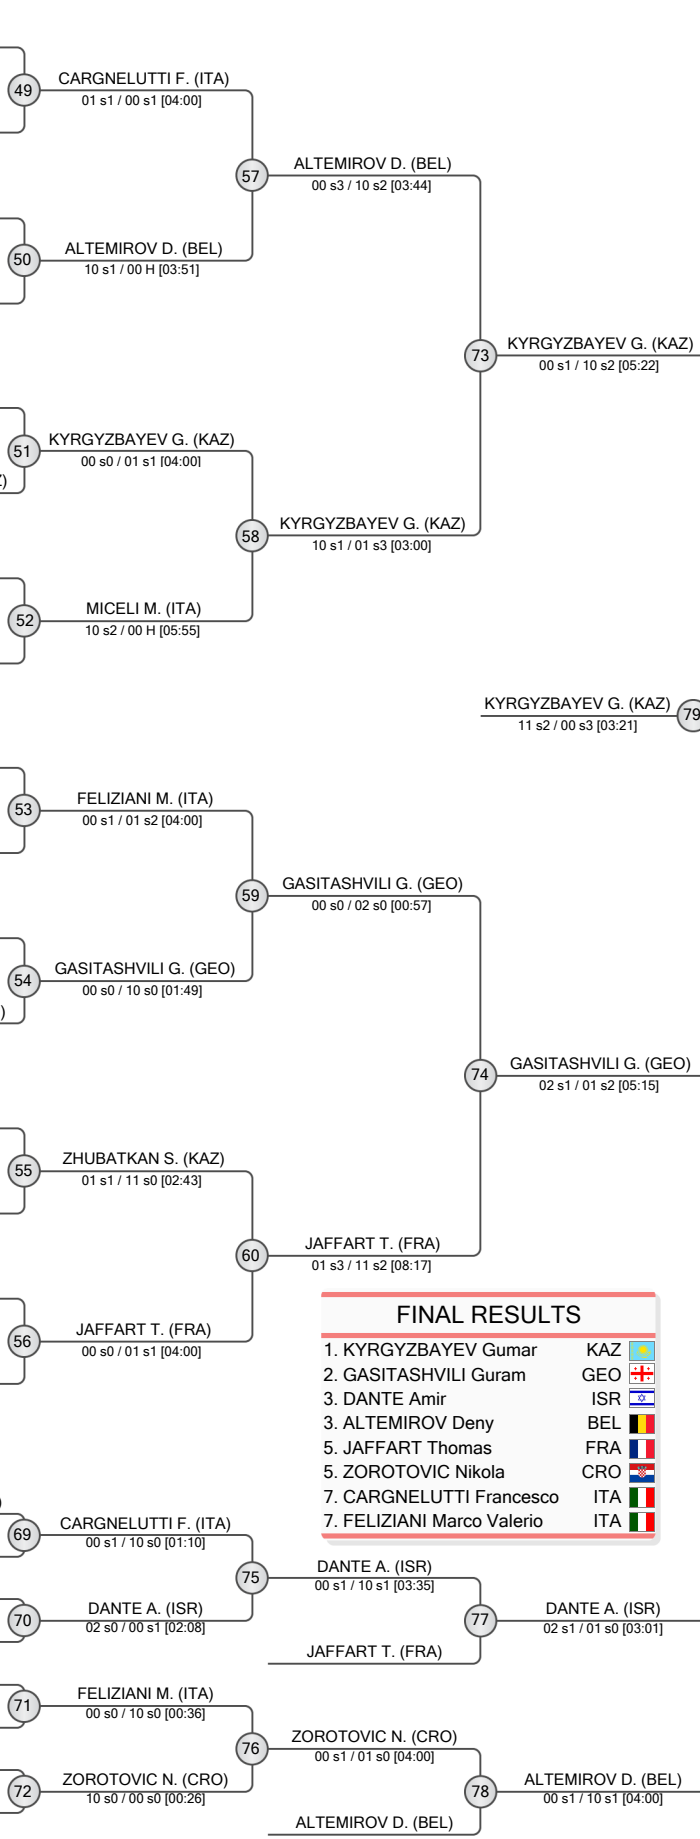 49
CARGNELUTTI F. (ITA)
01 s1 / 00 s1 [04:00]
57
ALTEMIROV D. (BEL)
00 s3 / 10 s2 [03:44]
50
ALTEMIROV D. (BEL)
10 s1 / 00 H [03:51]
73
KYRGYZBAYEV G. (KAZ)
00 s1 / 10 s2 [05:22]
51
KYRGYZBAYEV G. (KAZ)
00 s0 / 01 s1 [04:00]
58
KYRGYZBAYEV G. (KAZ)
10 s1 / 01 s3 [03:00]
52
MICELI M. (ITA)
10 s2 / 00 H [05:55]
KYRGYZBAYEV G. (KAZ)
79
11 s2 / 00 s3 [03:21]
53
FELIZIANI M. (ITA)
00 s1 / 01 s2 [04:00]
59
GASITASHVILI G. (GEO)
00 s0 / 02 s0 [00:57]
54
GASITASHVILI G. (GEO)
00 s0 / 10 s0 [01:49]
)
74
GASITASHVILI G. (GEO)
02 s1 / 01 s2 [05:15]
55
ZHUBATKAN S. (KAZ)
01 s1 / 11 s0 [02:43]
60
JAFFART T. (FRA)
01 s3 / 11 s2 [08:17]
56
JAFFART T. (FRA)
00 s0 / 01 s1 [04:00]
FINAL RESULTS
1. KYRGYZBAYEV Gumar KAZ
2. GASITASHVILI Guram GEO
3. DANTE Amir ISR
3. ALTEMIROV Deny BEL
5. JAFFART Thomas FRA
5. ZOROTOVIC Nikola CRO
7. CARGNELUTTI Francesco ITA
7. FELIZIANI Marco Valerio ITA
69
CARGNELUTTI F. (ITA)
00 s1 / 10 s0 [01:10]
75
DANTE A. (ISR)
00 s1 / 10 s1 [03:35]
70
DANTE A. (ISR)
02 s0 / 00 s1 [02:08]
77
DANTE A. (ISR)
02 s1 / 01 s0 [03:01]
JAFFART T. (FRA)
71
FELIZIANI M. (ITA)
00 s0 / 10 s0 [00:36]
76
ZOROTOVIC N. (CRO)
00 s1 / 01 s0 [04:00]
72
ZOROTOVIC N. (CRO)
10 s0 / 00 s0 [00:26]
78
ALTEMIROV D. (BEL)
00 s1 / 10 s1 [04:00]
ALTEMIROV D. (BEL)